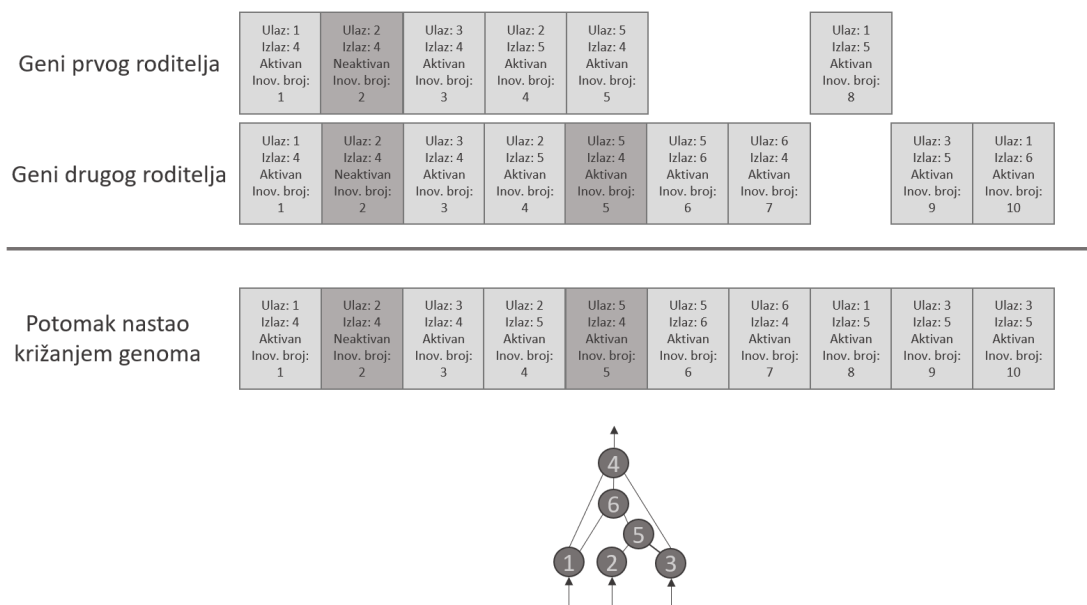 Geni prvog roditelja
Ulaz: 1
Izlaz: 4
Aktivan
Inov. broj:
1
Ulaz: 2
Izlaz: 4
Neaktivan
Inov. broj:
2
Ulaz: 3
Izlaz: 4
Aktivan
Inov. broj:
3
Ulaz: 2
Izlaz: 5
Aktivan
Inov. broj:
4
Ulaz: 5
Izlaz: 4
Aktivan
Inov. broj:
5
Ulaz: 1
Izlaz: 5
Aktivan
Inov. broj:
8
Geni drugog roditelja
Ulaz: 1
Izlaz: 4
Aktivan
Inov. broj:
1
Ulaz: 2
Izlaz: 4
Neaktivan
Inov. broj:
2
Ulaz: 3
Izlaz: 4
Aktivan
Inov. broj:
3
Ulaz: 2
Izlaz: 5
Aktivan
Inov. broj:
4
Ulaz: 5
Izlaz: 4
Aktivan
Inov. broj:
5
Ulaz: 5
Izlaz: 6
Aktivan
Inov. broj:
6
Ulaz: 6
Izlaz: 4
Aktivan
Inov. broj:
7
Ulaz: 3
Izlaz: 5
Aktivan
Inov. broj:
9
Ulaz: 1
Izlaz: 6
Aktivan
Inov. broj:
10
Potomak nastao
križanjem genoma
Ulaz: 1
Izlaz: 4
Aktivan
Inov. broj:
1
Ulaz: 2
Izlaz: 4
Neaktivan
Inov. broj:
2
Ulaz: 3
Izlaz: 4
Aktivan
Inov. broj:
3
Ulaz: 2
Izlaz: 5
Aktivan
Inov. broj:
4
Ulaz: 5
Izlaz: 4
Aktivan
Inov. broj:
5
Ulaz: 5
Izlaz: 6
Aktivan
Inov. broj:
6
Ulaz: 6
Izlaz: 4
Aktivan
Inov. broj:
7
Ulaz: 1
Izlaz: 5
Aktivan
Inov. broj:
8
Ulaz: 3
Izlaz: 5
Aktivan
Inov. broj:
9
Ulaz: 3
Izlaz: 5
Aktivan
Inov. broj:
10
4
6
5
1 2 3